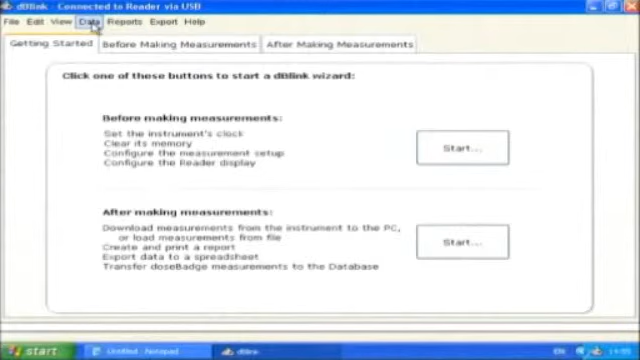 dBlink - Connected to Reader via USB
File Edit View Data Reports Export Help
Getting Started Before Making Measurements After Making Measurements
Click one of these buttons to start a dBlink wizard:
Before making measurements:
Set the instrument's clock
Clear its memory
Configure the measurement setup
Configure the Reader display
Start...
After making measurements:
Download measurements from the instrument to the PC,
or load measurements from file
Create and print a report
Export data to a spreadsheet
Transfer doseBadge measurements to the Database
Start...
start Untitled - Notepad dBlink EN